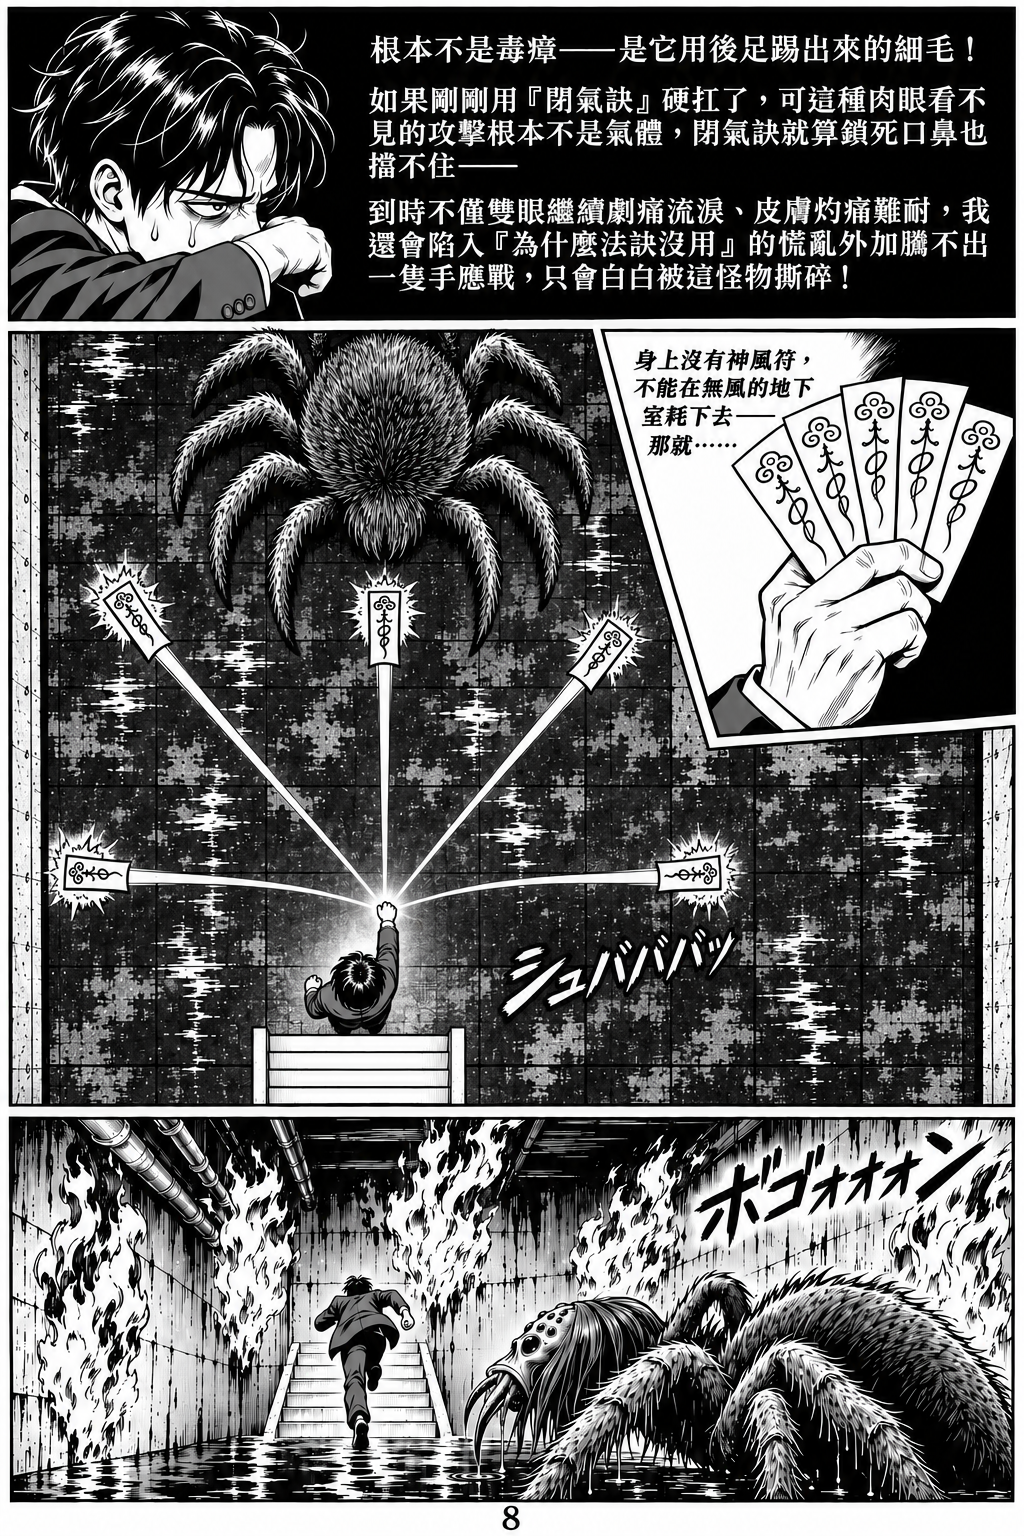 根本不是毒瘴——是它用後足踢出來的細毛！
如果剛剛用『閉氣訣』硬扛了，可這種肉眼看不
見的攻擊根本不是氣體，閉氣訣就算鎖死口鼻也
擋不住——
到時不僅雙眼繼續劇痛流淚、皮膚灼痛難耐，我
還會陷入『為什麼法訣沒用』的慌亂外加騰不出
一隻手應戰，只會白白被這怪物撕碎！
身上沒有神風符，
不能在無風的地下
室耗下去——
那就……
シュバババッ
ボゴォォォン
8